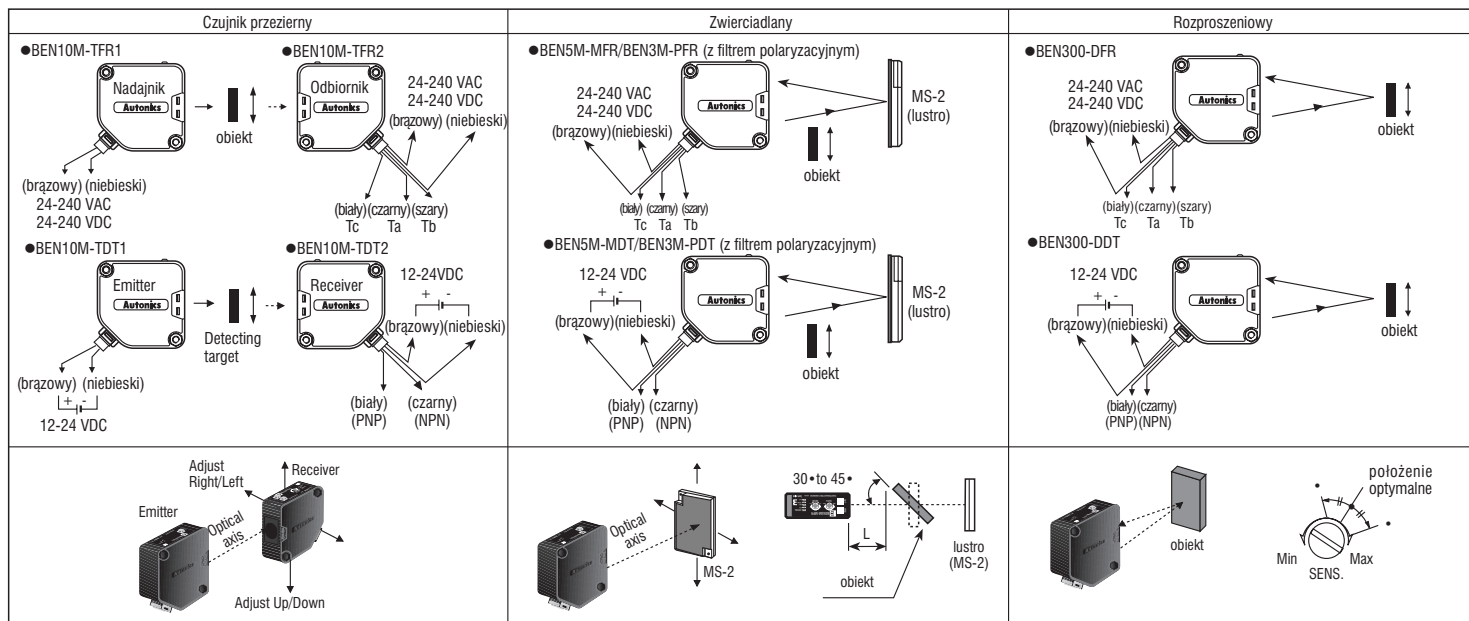 Czujnik przezierny
Zwierciadlany
Rozproszeniowy
●BEN10M-TFR1
Nadajnik
Autonics
obiekt
(brązowy) (niebieski)
24-240 VAC
24-240 VDC
●BEN10M-TFR2
Odbiornik
Autonics
24-240 VAC
24-240 VDC
(brązowy) (niebieski)
(biały) (czarny) (szary)
Tc Ta Tb
●BEN10M-TDT1
Emitter
Autonics
Detecting
target
(brązowy) (niebieski)
+ -
12-24 VDC
●BEN10M-TDT2
Receiver
Autonics
12-24VDC
+ -
(brązowy)(niebieski)
(biały) (czarny)
(PNP) (NPN)
●BEN5M-MFR/BEN3M-PFR (z filtrem polaryzacyjnym)
24-240 VAC
24-240 VDC
(brązowy)(niebieski)
Autonics
MS-2
(lustro)
obiekt
(biały) (czarny) (szary)
Tc Ta Tb
●BEN5M-MDT/BEN3M-PDT (z filtrem polaryzacyjnym)
12-24 VDC
+ -
(brązowy)(niebieski)
Autonics
MS-2
(lustro)
obiekt
(biały) (czarny)
(PNP) (NPN)
●BEN300-DFR
24-240 VAC
24-240 VDC
(brązowy)(niebieski)
Autonics
obiekt
(biały) (czarny) (szary)
Tc Ta Tb
●BEN300-DDT
12-24 VDC
+ -
(brązowy)(niebieski)
Autonics
obiekt
(biały)(czarny)
(PNP) (NPN)
Adjust
Right/Left
Receiver
Emitter
Optical
axis
Adjust Up/Down
Optical
axis
MS-2
30•to 45•
L
obiekt
lustro
(MS-2)
obiekt
położenie
optymalne
Min
Max
SENS.